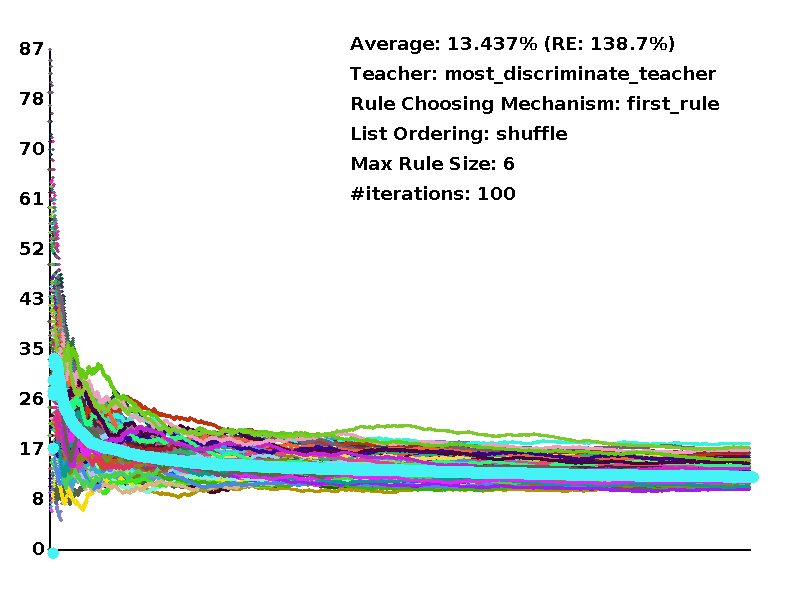 87
Average: 13.437% (RE: 138.7%)
Teacher: most_discriminate_teacher
78
Rule Choosing Mechanism: first_rule
List Ordering: shuffle
70
Max Rule Size: 6
61
#iterations: 100
52
43
35
26
17
8
0